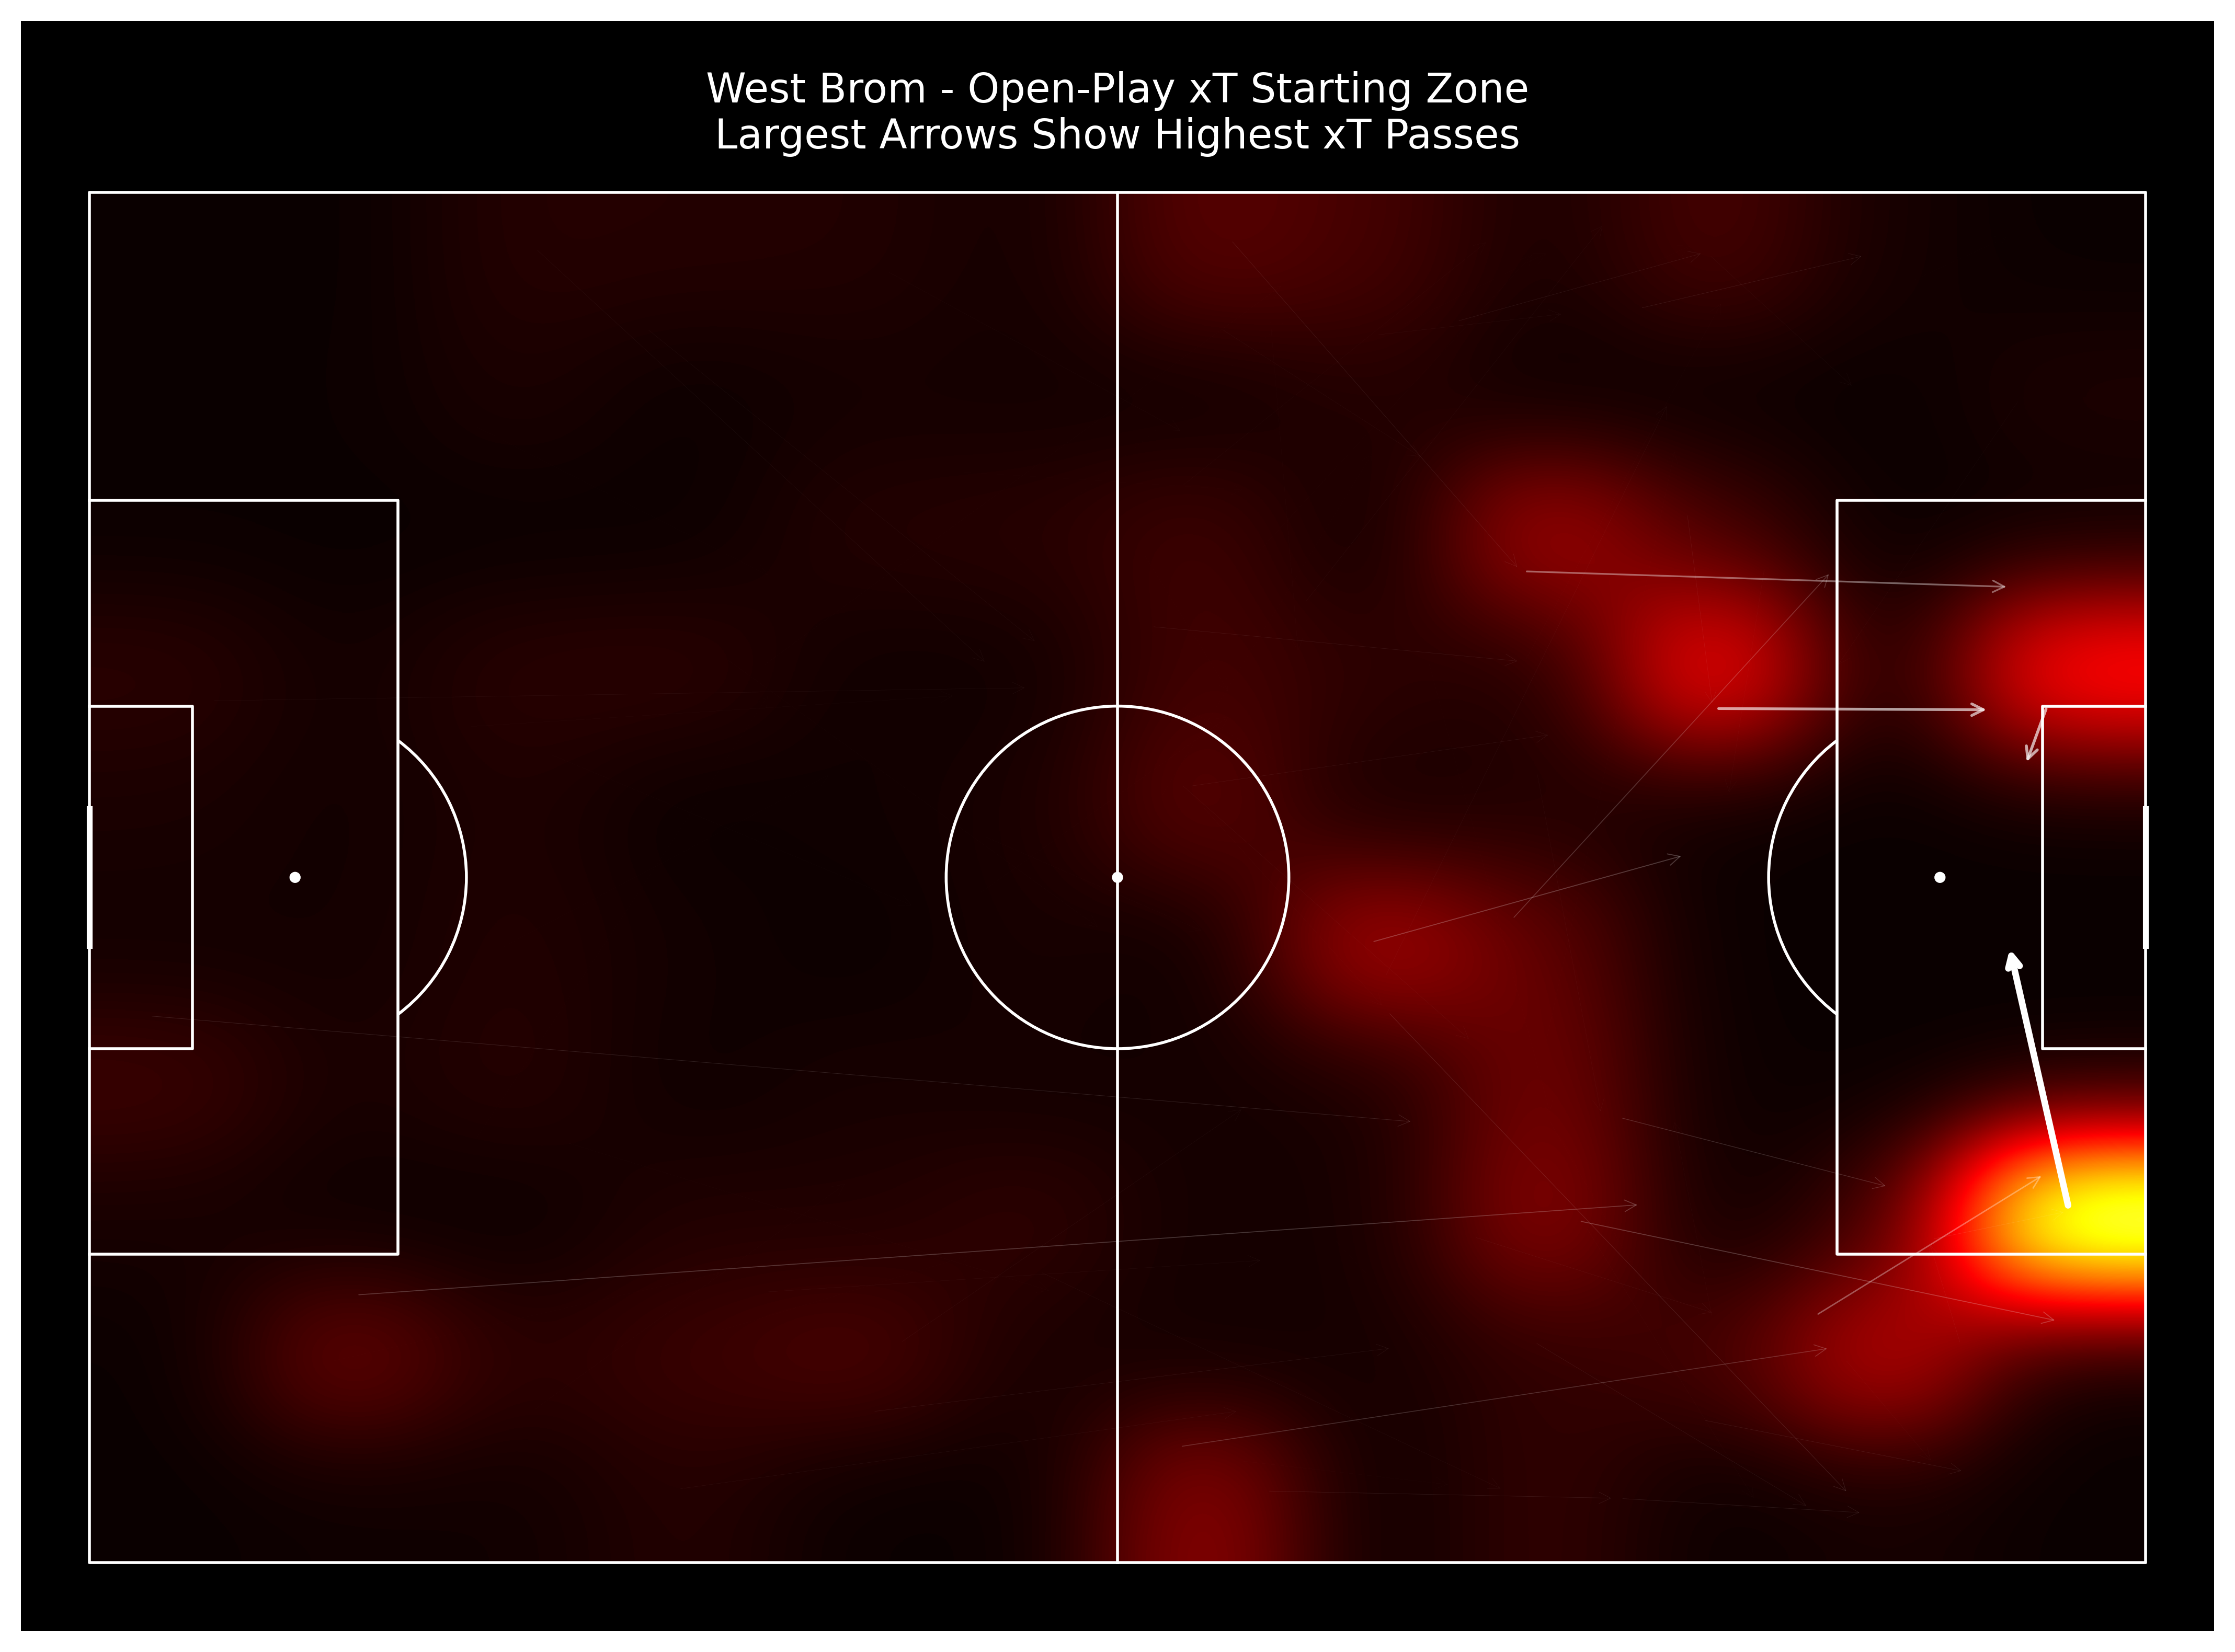 West Brom - Open-Play xT Starting Zone
Largest Arrows Show Highest xT Passes